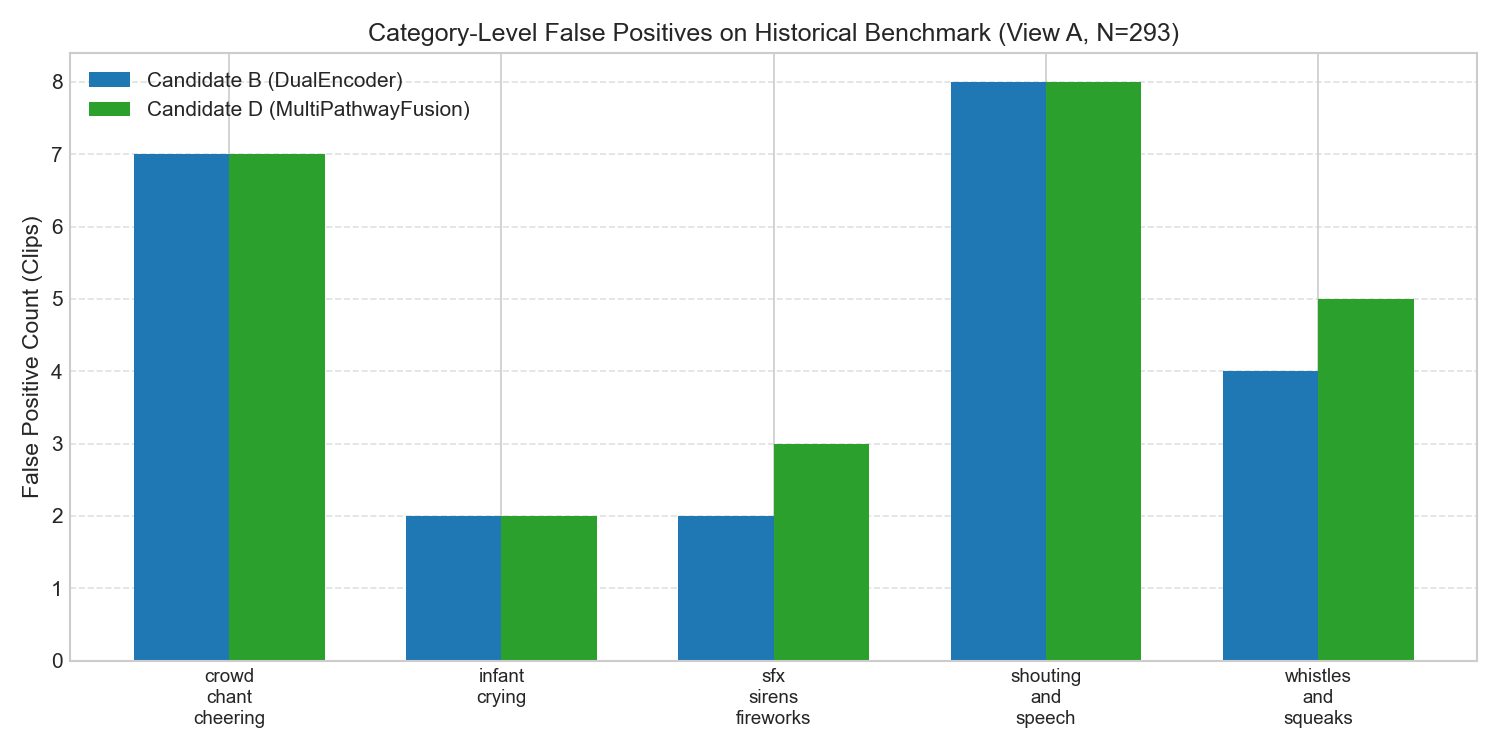 Category-Level False Positives on Historical Benchmark (View A, N=293)
Candidate B (DualEncoder)
Candidate D (MultiPathwayFusion)
False Positive Count (Clips)
8
7
6
5
4
3
2
1
0
crowd
chant
cheering
infant
crying
sfx
sirens
fireworks
shouting
and
speech
whistles
and
squeaks